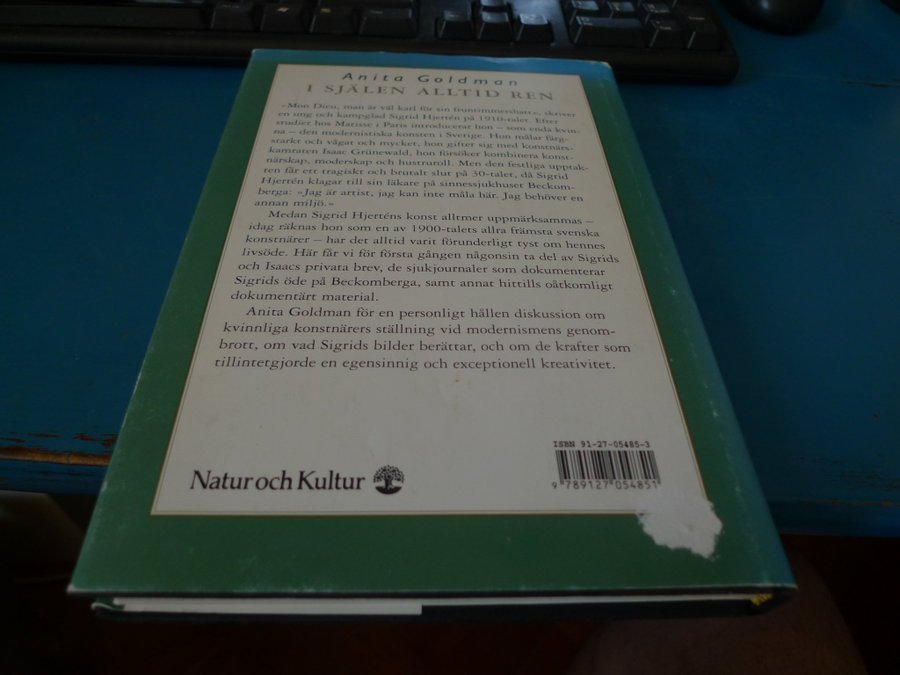 Anita Goldman
I SJÄLEN ALLTID REN
»Mon Dieu, man är väl karl för sin fruntimmershatt», skriver
en ung och kampglad Sigrid Hjertén på 1910-talet. Efter
studier hos Matisse i Paris introducerar hon – som enda kvin-
na – den modernistiska konsten i Sverige. Hon målar färg-
starkt och vågat och mycket, hon gifter sig med konstnärs-
kamraten Isaac Grünewald, hon försöker kombinera konst-
närskap, moderskap och hustruroll. Men den festliga upptak-
ten får ett tragiskt och brutalt slut på 30-talet, då Sigrid
Hjertén klagar till sin läkare på sinnessjukhuset Beckom-
berga: »Jag är artist, jag kan inte måla här. Jag behöver en
annan miljö.»
Medan Sigrid Hjerténs konst alltmer uppmärksammas –
idag räknas hon som en av 1900-talets allra främsta svenska
konstnärer – har det alltid varit förunderligt tyst om hennes
livsöde. Här får vi för första gången någonsin ta del av Sigrids
och Isaacs privata brev, de sjukjournaler som dokumenterar
Sigrids öde på Beckomberga, samt annat hittills oåtkomligt
dokumentärt material.
Anita Goldman för en personligt hållen diskussion om
kvinnliga konstnärers ställning vid modernismens genom-
brott, om vad Sigrids bilder berättar, och om de krafter som
tillintetgjorde en egensinnig och exceptionell kreativitet.
ISBN 91-27-05485-3
Natur och Kultur
9 789127 054851